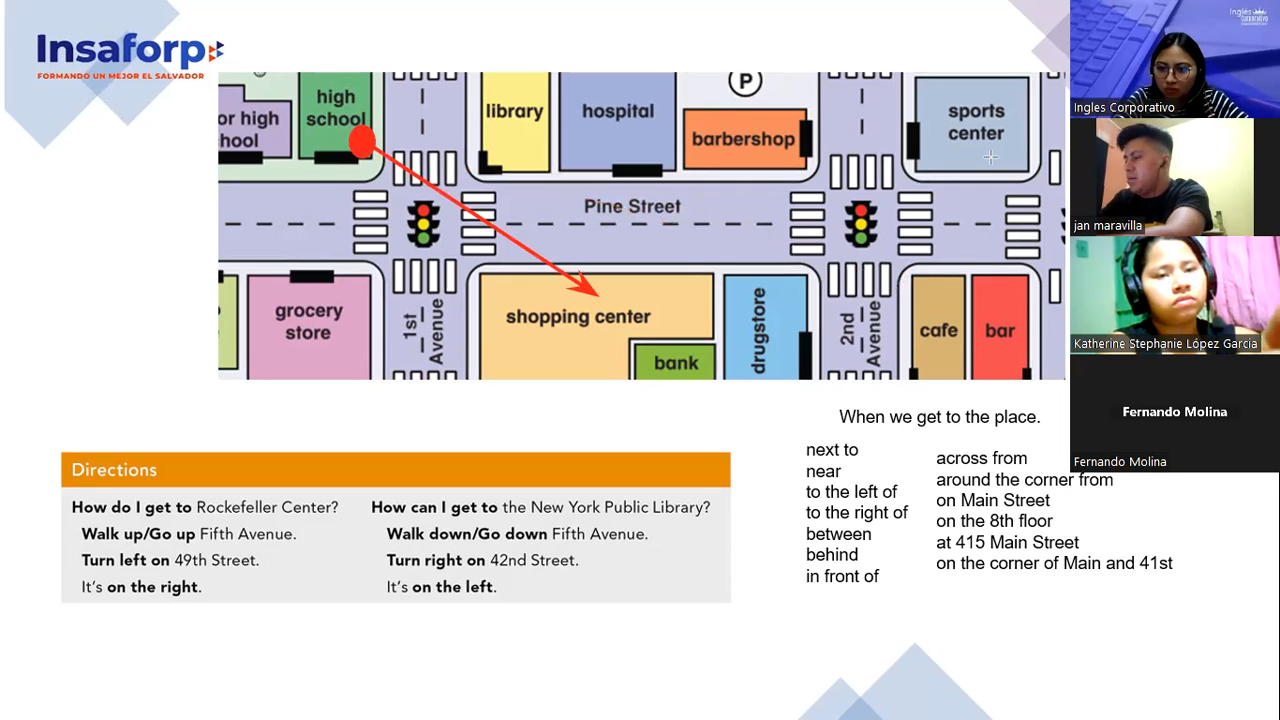 Insaforp
FORMANDO UN MEJOR EL SALVADOR
high
school
or high
hool
library
hospital
P
barbershop
sports
center
Pine Street
grocery
store
1st
Avenue
shopping center
bank
drugstore
2nd
Avenue
cafe
bar
Inglés
Corporativo
Ingles Corporativo
jan maravilla
Katherine Stephanie López Garcia
Fernando Molina
Fernando Molina
When we get to the place.
next to
near
to the left of
to the right of
between
behind
in front of
across from
around the corner from
on Main Street
on the 8th floor
at 415 Main Street
on the corner of Main and 41st
Directions
How do I get to Rockefeller Center?
Walk up/Go up Fifth Avenue.
Turn left on 49th Street.
It's on the right.
How can I get to the New York Public Library?
Walk down/Go down Fifth Avenue.
Turn right on 42nd Street.
It's on the left.